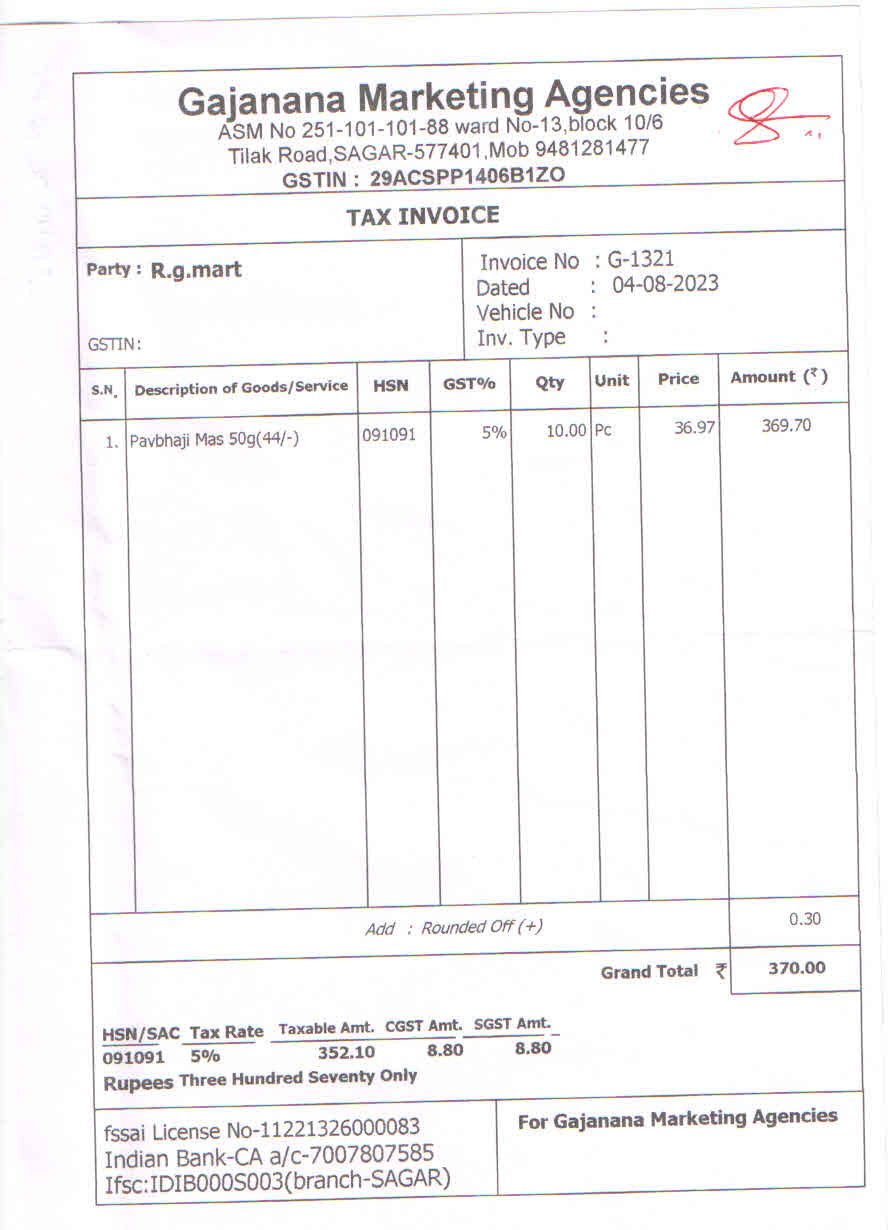 Gajanana Marketing Agencies
ASM No 251-101-101-88 ward No-13,block 10/6
Tilak Road,SAGAR-577401,Mob 9481281477
GSTIN : 29ACSPP1406B1ZO
TAX INVOICE
Party : R.g.mart
GSTIN:
Invoice No : G-1321
Dated : 04-08-2023
Vehicle No :
Inv. Type :
S.N. Description of Goods/Service HSN GST% Qty Unit Price Amount (₹)
1. Pavbhaji Mas 50g(44/-) 091091 5% 10.00 Pc 36.97 369.70
Add : Rounded Off (+) 0.30
Grand Total ₹ 370.00
HSN/SAC Tax Rate Taxable Amt. CGST Amt. SGST Amt.
091091 5% 352.10 8.80 8.80
Rupees Three Hundred Seventy Only
fssai License No-11221326000083
Indian Bank-CA a/c-7007807585
Ifsc:IDIB000S003(branch-SAGAR)
For Gajanana Marketing Agencies